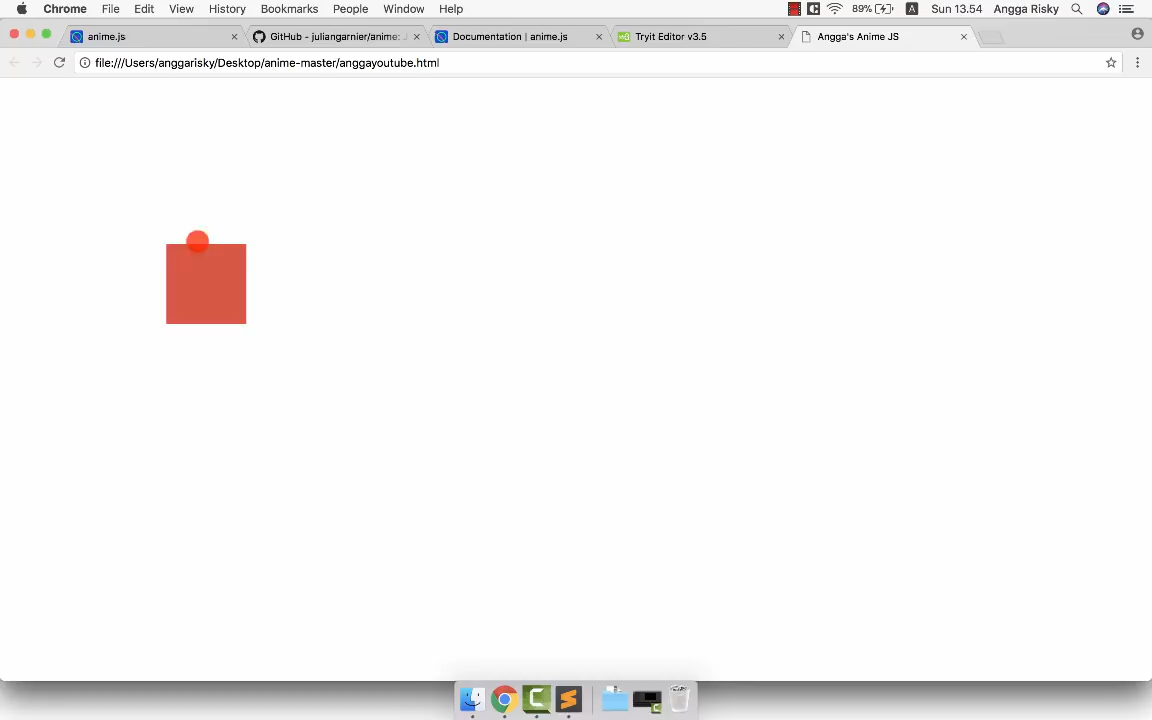 Chrome File Edit View History Bookmarks People Window Help 89% A Sun 13.54 Angga Risky
anime.js GitHub - juliangarnier/anime: J Documentation | anime.js Tryit Editor v3.5 Angga's Anime JS
file:///Users/anggarisky/Desktop/anime-master/anggayoutube.html